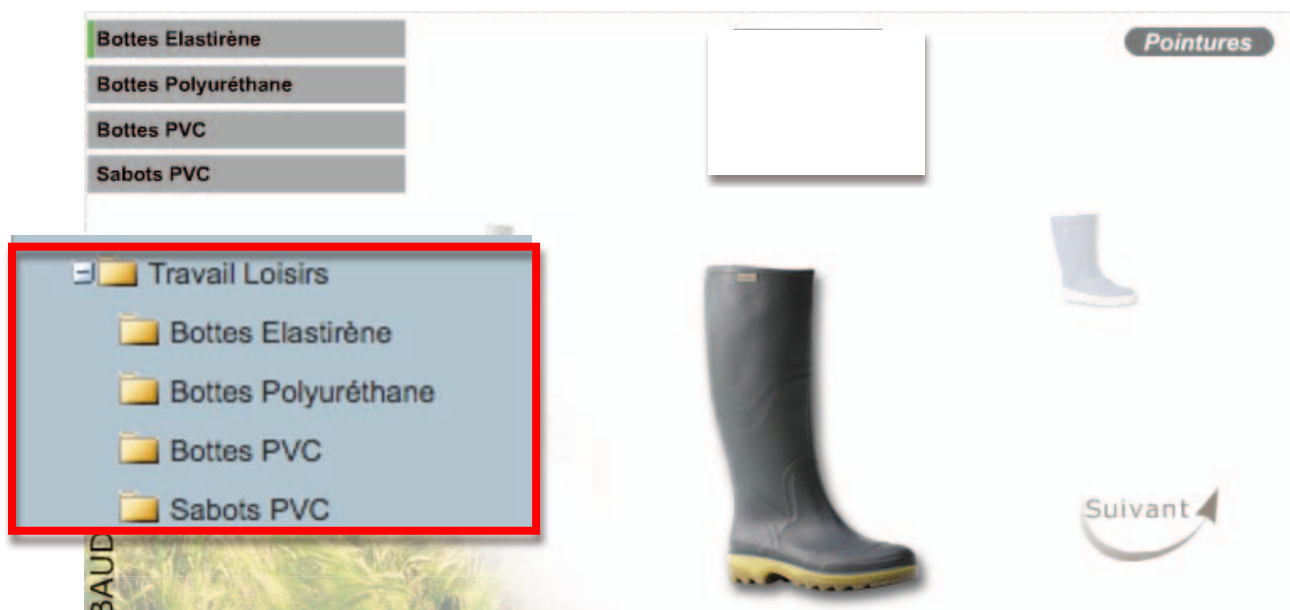 Bottes Elastirène
Pointures
Bottes Polyuréthane
Bottes PVC
Sabots PVC
Travail Loisirs
Bottes Elastirène
Bottes Polyuréthane
Bottes PVC
Sabots PVC
Suivant
BAUD